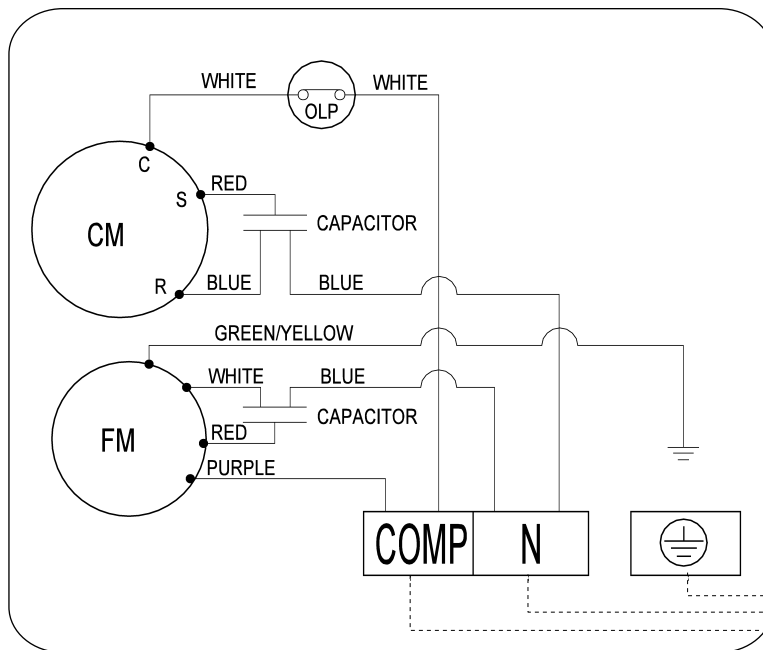 WHITE
WHITE
OLP
C
RED
S
CAPACITOR
CM
R
BLUE
BLUE
GREEN/YELLOW
WHITE
BLUE
CAPACITOR
RED
FM
PURPLE
COMP
N